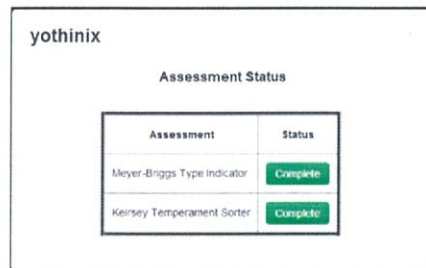 yothinix
Assessment Status
Assessment Status
Meyer-Briggs Type Indicator Complete
Keirsey Temperament Sorter Complete